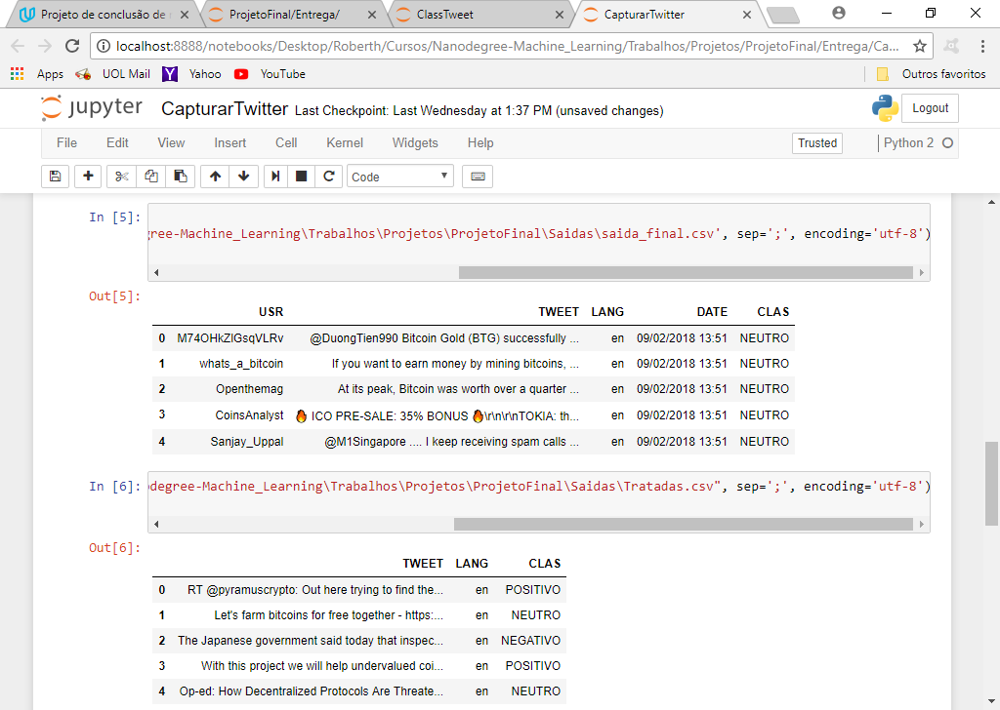 Projeto de conclusão de
ProjetoFinal/Entrega/
ClassTweet
CapturarTwitter
localhost:8888/notebooks/Desktop/Roberth/Cursos/Nanodegree-Machine_Learning/Trabalhos/Projetos/ProjetoFinal/Entrega/Ca...
Apps UOL Mail Yahoo YouTube Outros favoritos
jupyter CapturarTwitter Last Checkpoint: Last Wednesday at 1:37 PM (unsaved changes) Logout
File Edit View Insert Cell Kernel Widgets Help Trusted Python 2
Code
In [5]: gree-Machine_Learning\Trabalhos\Projetos\ProjetoFinal\Saidas\saida_final.csv', sep=';', encoding='utf-8')
Out[5]:
USR TWEET LANG DATE CLAS
0 M74OHkZlGsqVLRv @DuongTien990 Bitcoin Gold (BTG) successfully ... en 09/02/2018 13:51 NEUTRO
1 whats_a_bitcoin If you want to earn money by mining bitcoins, ... en 09/02/2018 13:51 NEUTRO
2 Openthemag At its peak, Bitcoin was worth over a quarter ... en 09/02/2018 13:51 NEUTRO
3 CoinsAnalyst 🔥 ICO PRE-SALE: 35% BONUS 🔥\r\n\r\nTOKIA: th... en 09/02/2018 13:51 NEUTRO
4 Sanjay_Uppal @M1Singapore .... I keep receiving spam calls ... en 09/02/2018 13:51 NEUTRO
In [6]: degree-Machine_Learning\Trabalhos\Projetos\ProjetoFinal\Saidas\Tratadas.csv", sep=';', encoding='utf-8')
Out[6]:
TWEET LANG CLAS
0 RT @pyramuscrypto: Out here trying to find the... en POSITIVO
1 Let's farm bitcoins for free together - https:... en NEUTRO
2 The Japanese government said today that inspec... en NEGATIVO
3 With this project we will help undervalued coi... en POSITIVO
4 Op-ed: How Decentralized Protocols Are Threate... en NEUTRO